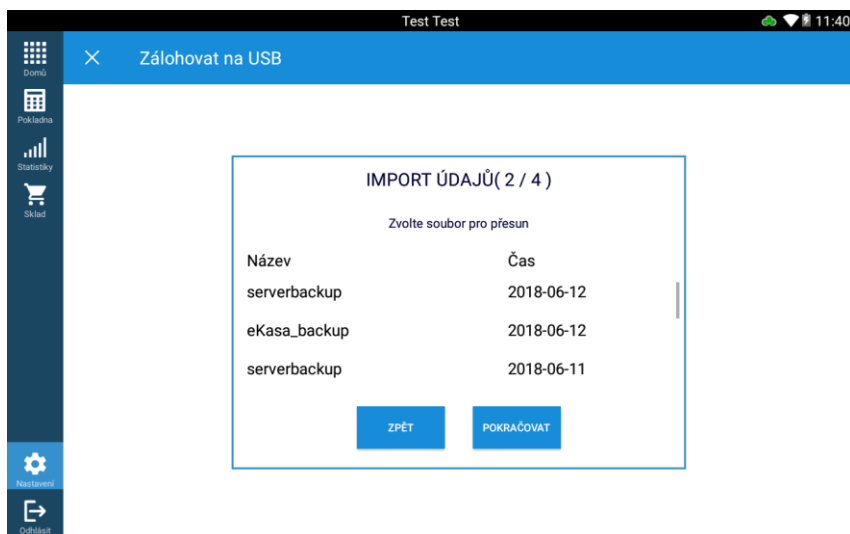 Test Test
11:40
Domů
Zálohovat na USB
Pokladna
Statistiky
Sklad
IMPORT ÚDAJŮ( 2 / 4 )
Zvolte soubor pro přesun
Název Čas
serverbackup 2018-06-12
eKasa_backup 2018-06-12
serverbackup 2018-06-11
ZPĚT POKRAČOVAT
Nastavení
Odhlásit